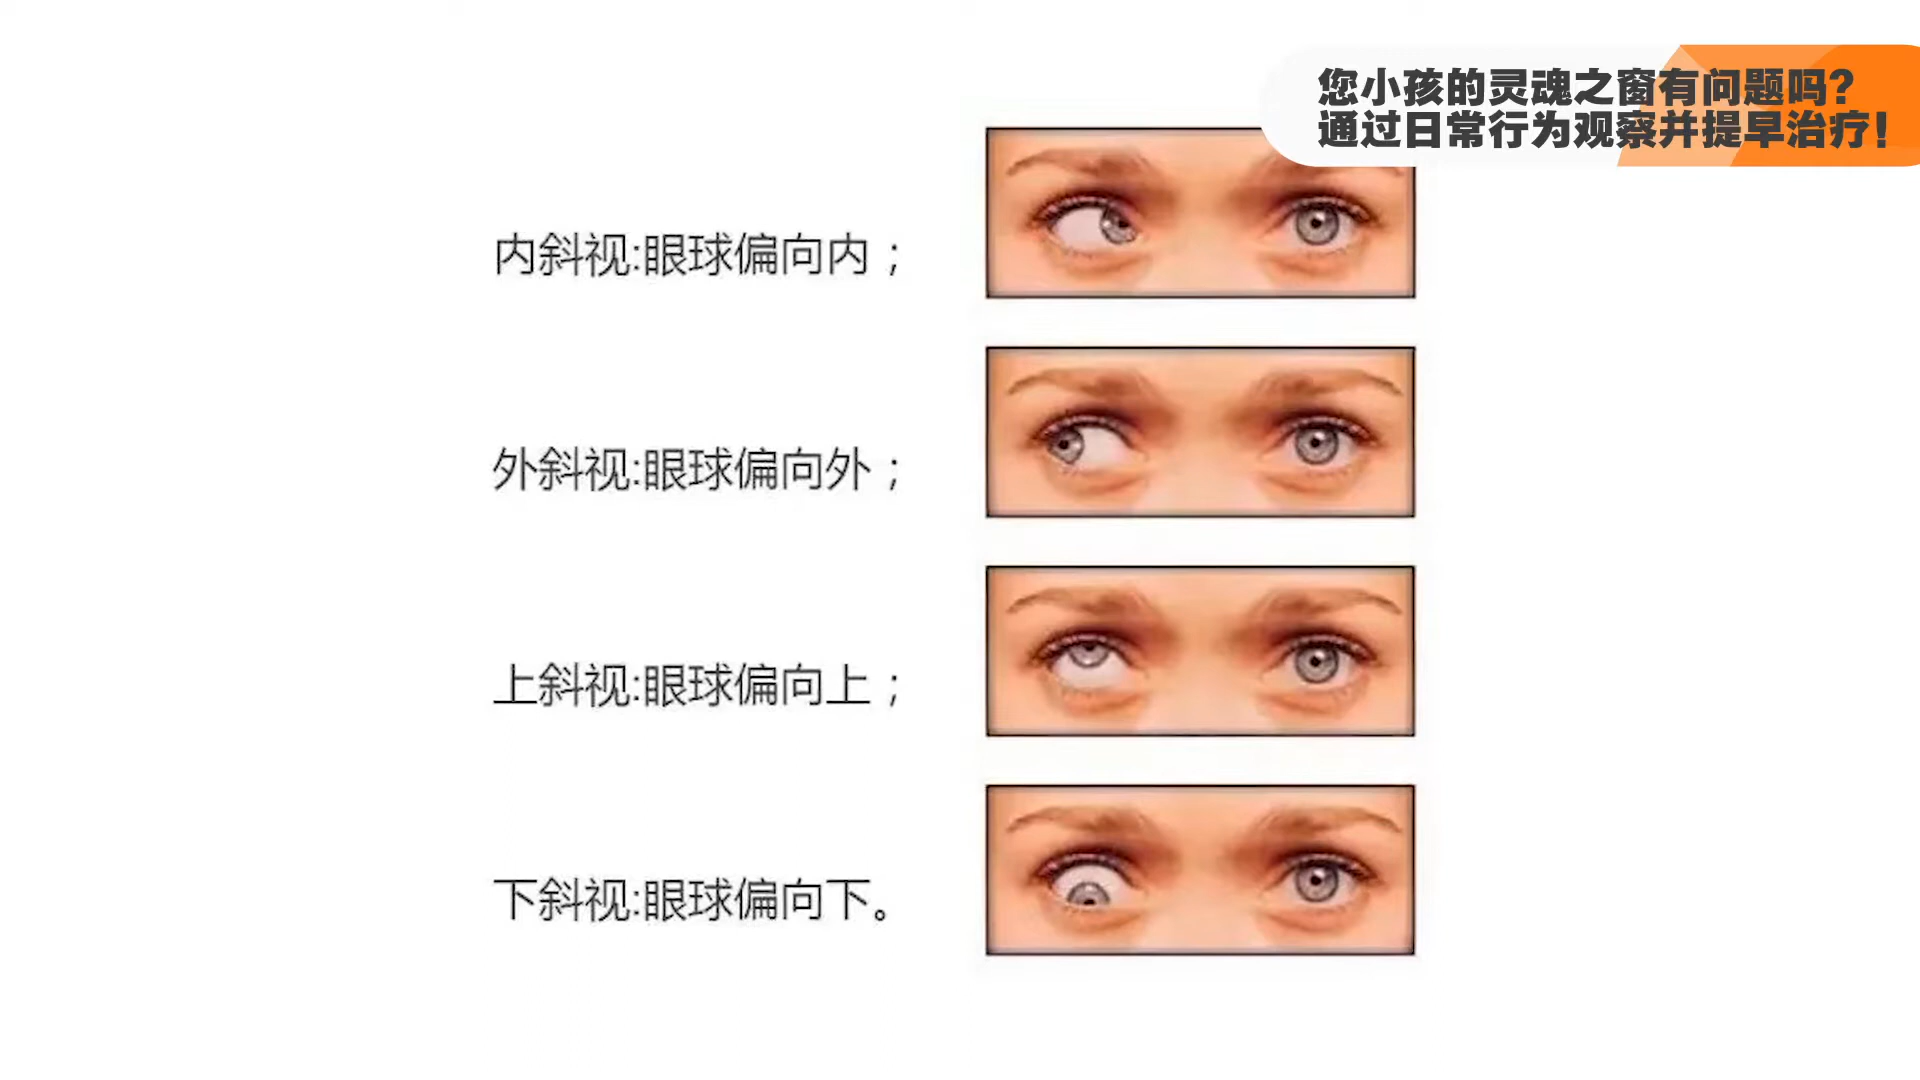 您小孩的灵魂之窗有问题吗?
通过日常行为观察并提早治疗!
内斜视:眼球偏向内；
外斜视:眼球偏向外；
上斜视:眼球偏向上；
下斜视:眼球偏向下。